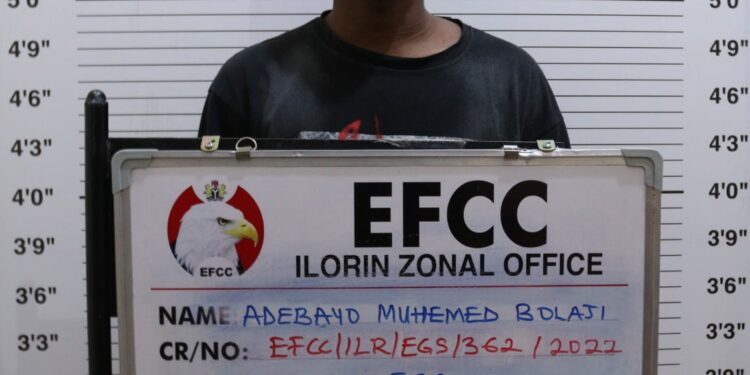 5'0 5'0
4'9" 4'9"
4'6" 4'6"
4'3" 4'3"
4'0" 4'0"
3'9" 3'9"
3'6" 3'6"
3'3" 3'3"
EFCC
EFCC
ILORIN ZONAL OFFICE
NAME: ADEBAYO MUHEMED BOLAJI
CR/NO: EFCC/ILR/EGS/362/2022